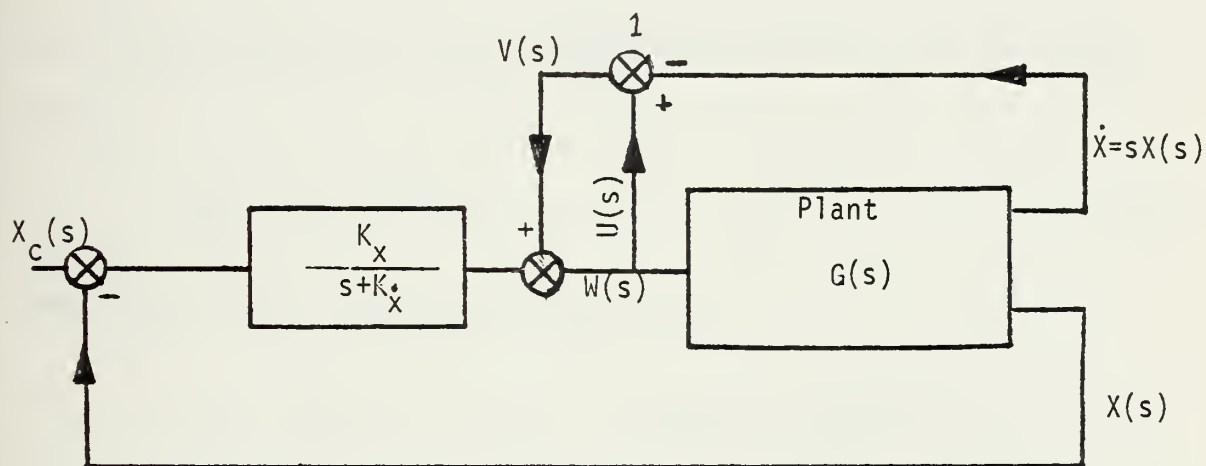 1
V(s)
−
+
Ẋ=sX(s)
U(s)
Plant
X_c(s)
K_x
+
s+K_ẋ
W(s)
G(s)
−
X(s)